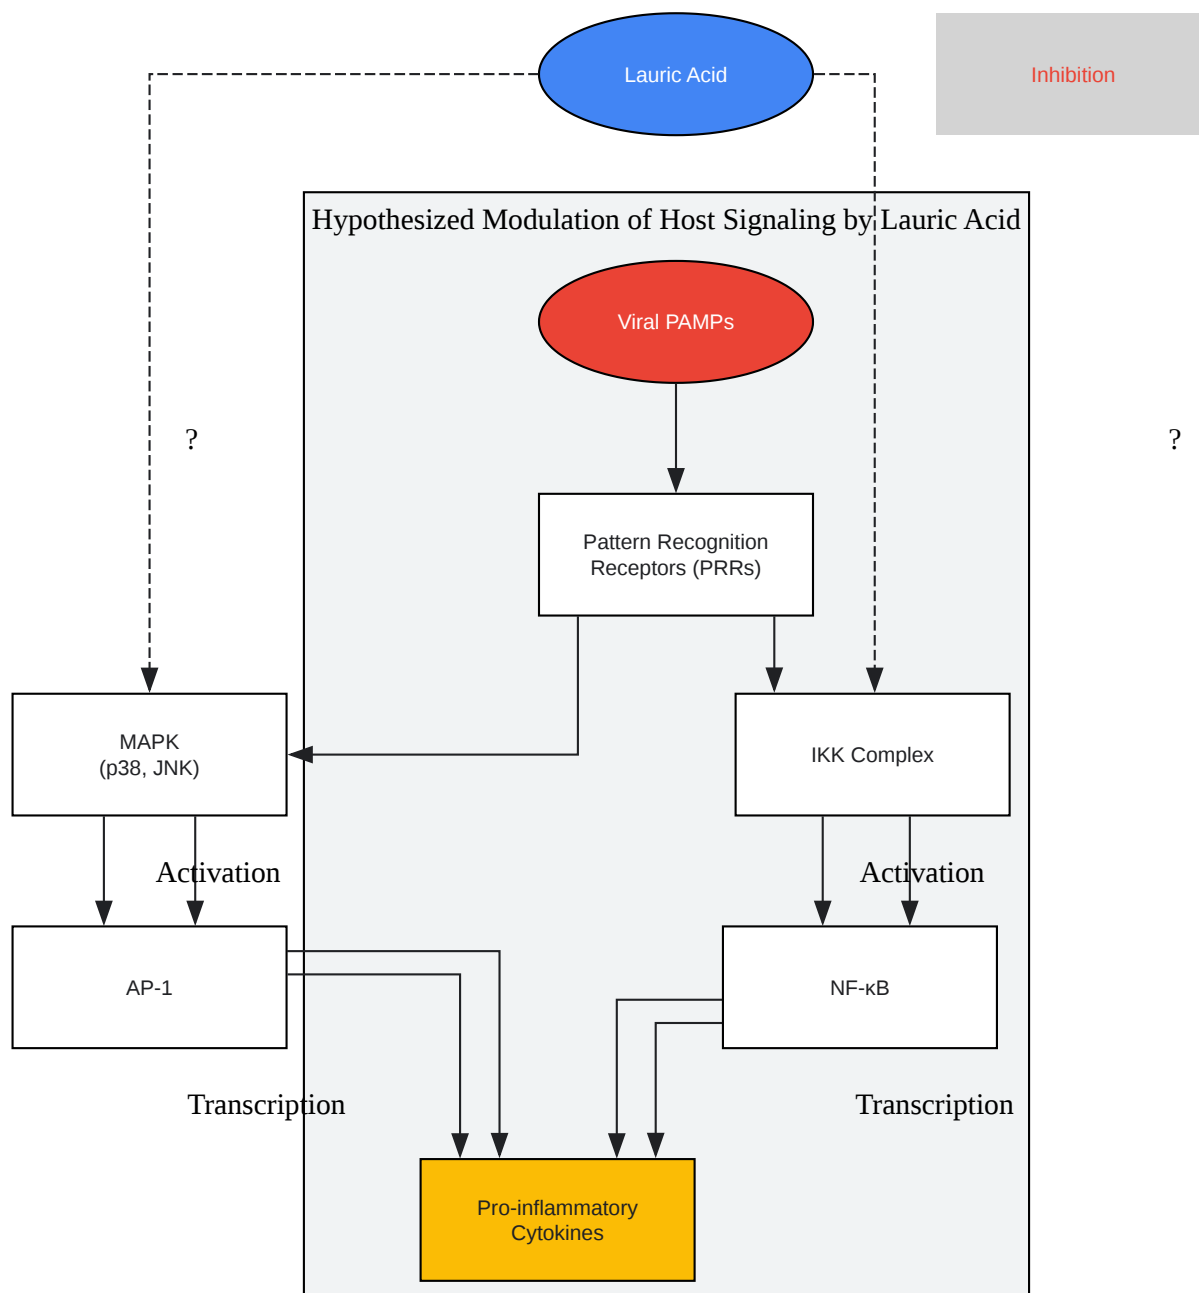 Lauric Acid
Inhibition
Hypothesized Modulation of Host Signaling by Lauric Acid
Viral PAMPs
?
?
Pattern Recognition
Receptors (PRRs)
MAPK
(p38, JNK)
IKK Complex
Activation
Activation
AP-1
NF-κB
Transcription
Transcription
Pro-inflammatory
Cytokines